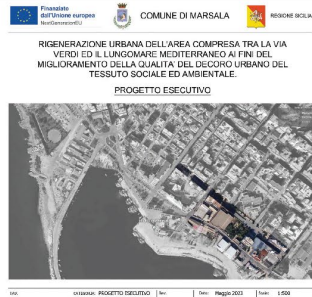 Finanziato
dall'Unione europea
NextGenerationEU
COMUNE DI MARSALA
REGIONE SICILIA
RIGENERAZIONE URBANA DELL'AREA COMPRESA TRA LA VIA
VERDI ED IL LUNGOMARE MEDITERRANEO AI FINI DEL
MIGLIORAMENTO DELLA QUALITA' DEL DECORO URBANO DEL
TESSUTO SOCIALE ED AMBIENTALE.
PROGETTO ESECUTIVO
PROGETTO ESECUTIVO
Maggio 2023
1:500